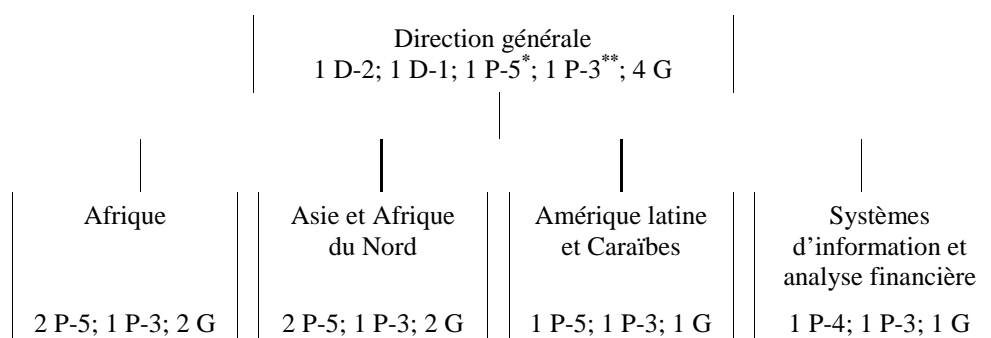 Direction générale
1 D-2; 1 D-1; 1 P-5*; 1 P-3**; 4 G
Afrique
2 P-5; 1 P-3; 2 G
Asie et Afrique
du Nord
2 P-5; 1 P-3; 2 G
Amérique latine
et Caraïbes
1 P-5; 1 P-3; 1 G
Systèmes
d’information et
analyse financière
1 P-4; 1 P-3; 1 G